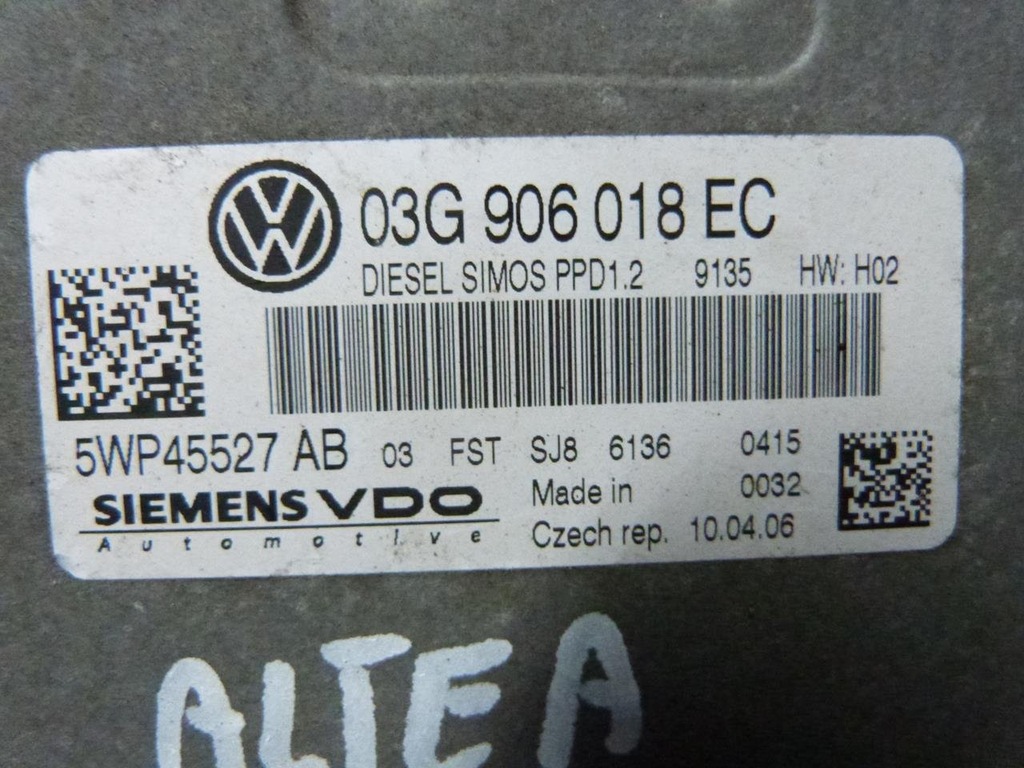 03G 906 018 EC
DIESEL SIMOS PPD1.2 9135 HW: H02
5WP45527 AB 03 FST SJ8 6136 0415
SIEMENS VDO
Automotive
Made in 0032
Czech rep. 10.04.06
ALTEA